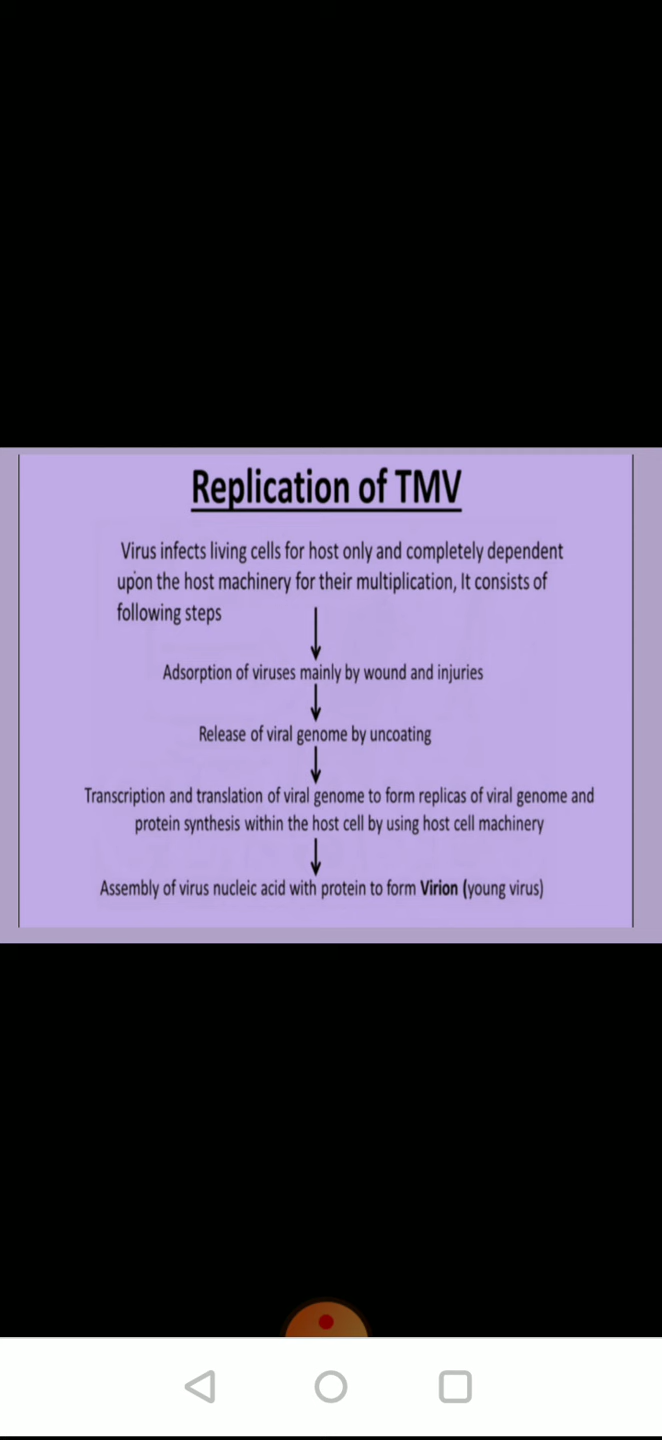 Replication of TMV
Virus infects living cells for host only and completely dependent
upon the host machinery for their multiplication, It consists of
following steps
Adsorption of viruses mainly by wound and injuries
Release of viral genome by uncoating
Transcription and translation of viral genome to form replicas of viral genome and
protein synthesis within the host cell by using host cell machinery
Assembly of virus nucleic acid with protein to form Virion (young virus)